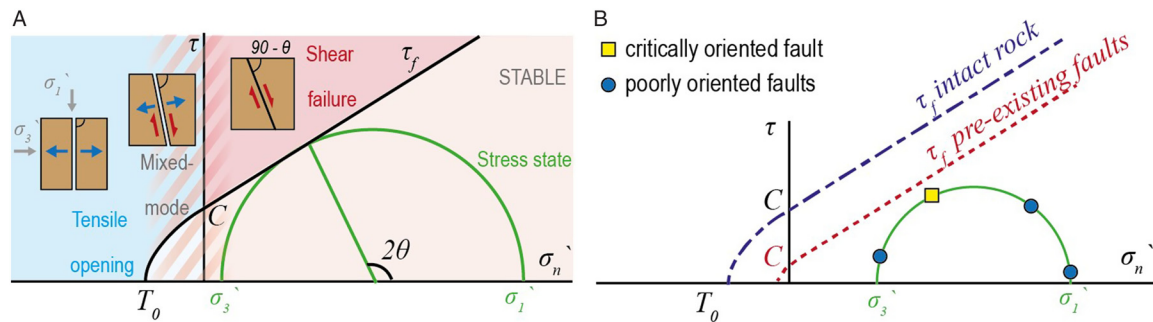 A
τ
90 - θ
Shear
failure
τf
STABLE
σ1`
σ3`
Mixed-
mode
Tensile
opening
C
Stress state
2θ
σn`
T0
σ3`
σ1`
B
critically oriented fault
poorly oriented faults
τf intact rock
τf pre-existing faults
τ
C
C
σn`
T0
σ3`
σ1`